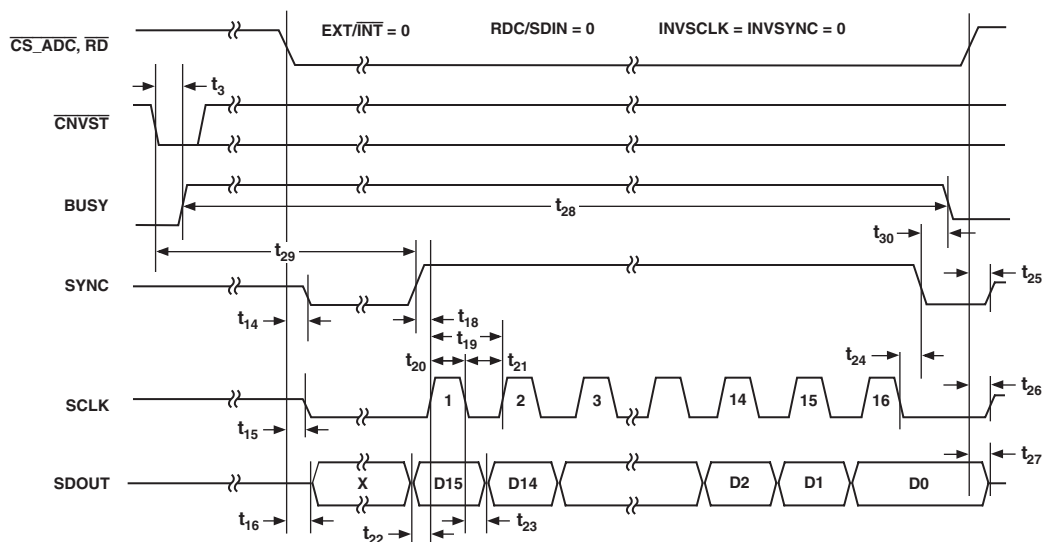 EXT/INT = 0 RDC/SDIN = 0 INVSCLK = INVSYNC = 0
CS_ADC, RD
t3
CNVST
BUSY
t28
t30
t29
SYNC
t25
t14
t18
t19
t20
t21
t24
t26
SCLK
1 2 3 14 15 16
t15
t27
SDOUT
X D15 D14 D2 D1 D0
t16
t22
t23